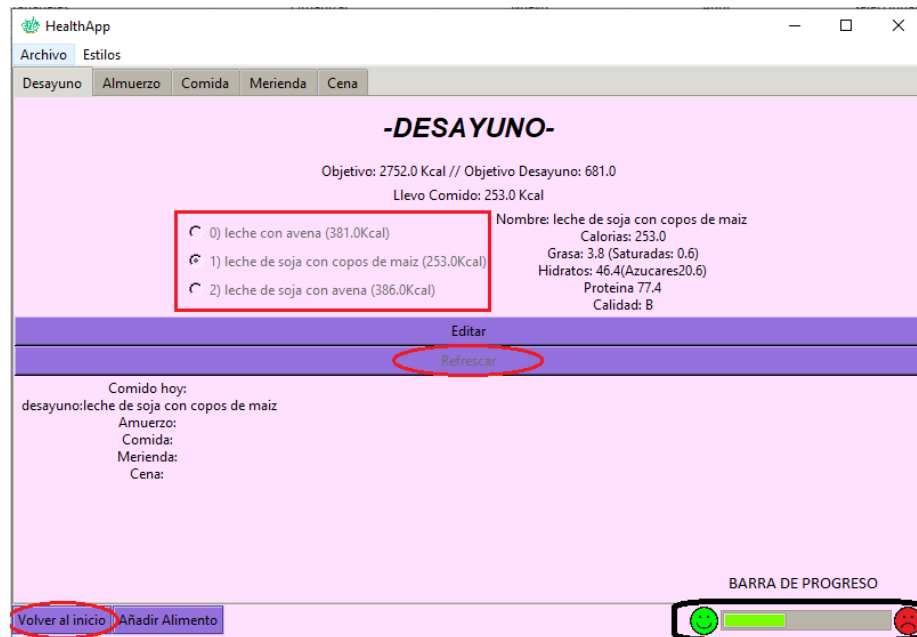 HealthApp
Archivo Estilos
Desayuno Almuerzo Comida Merienda Cena
-DESAYUNO-
Objetivo: 2752.0 Kcal // Objetivo Desayuno: 681.0
Llevo Comido: 253.0 Kcal
0) leche con avena (381.0Kcal)
1) leche de soja con copos de maiz (253.0Kcal)
2) leche de soja con avena (386.0Kcal)
Nombre: leche de soja con copos de maiz
Calorias: 253.0
Grasa: 3.8 (Saturadas: 0.6)
Hidratos: 46.4(Azucares20.6)
Proteina 77.4
Calidad: B
Editar
Refrescar
Comido hoy:
desayuno:leche de soja con copos de maiz
Amuerzo:
Comida:
Merienda:
Cena:
BARRA DE PROGRESO
Volver al inicio Añadir Alimento